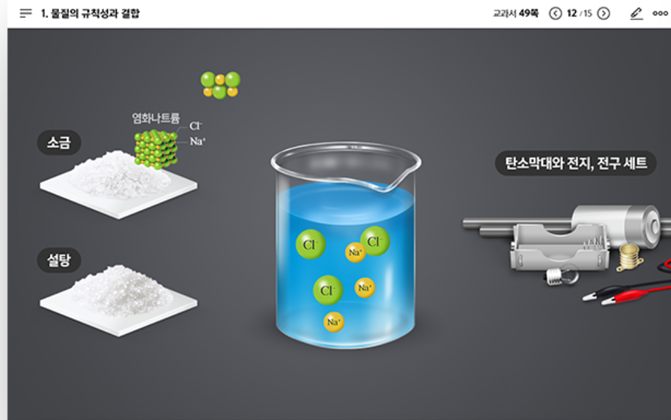 1. 물질의 규칙성과 결합
교과서 49쪽
12 / 15
염화나트륨
Cl⁻
Na⁺
소금
설탕
탄소막대와 전지, 전구 세트
Cl⁻
Cl⁻
Na⁺
Cl⁻
Na⁺
Na⁺